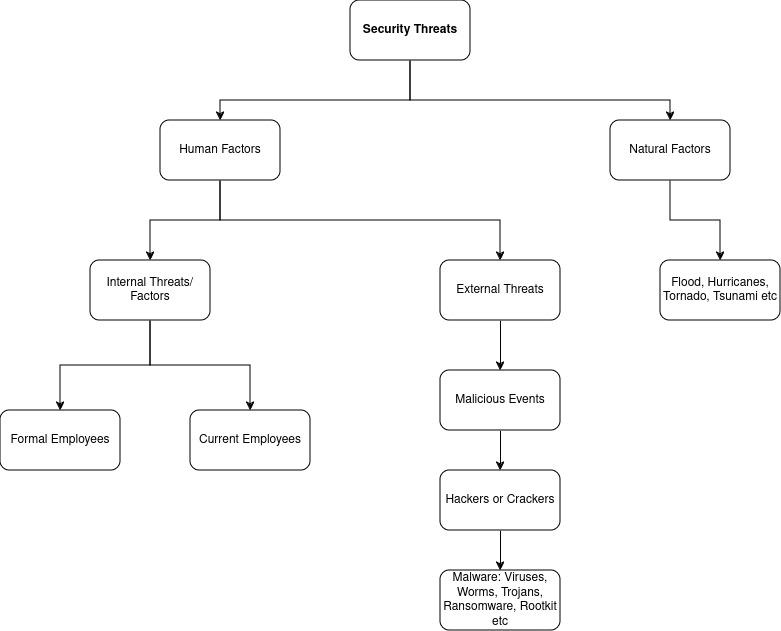 Security Threats
Human Factors
Natural Factors
Internal Threats/
Factors
External Threats
Flood, Hurricanes,
Tornado, Tsunami etc
Malicious Events
Formal Employees
Current Employees
Hackers or Crackers
Malware: Viruses,
Worms, Trojans,
Ransomware, Rootkit
etc